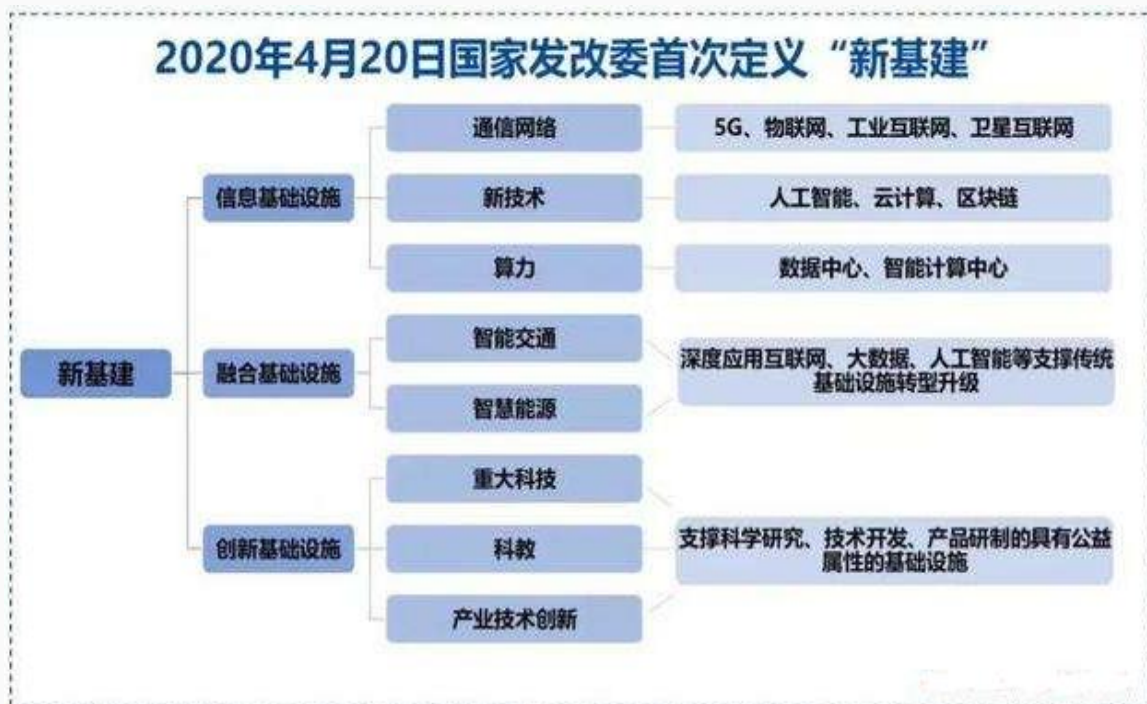 2020年4月20日国家发改委首次定义“新基建”
通信网络
5G、物联网、工业互联网、卫星互联网
信息基础设施
新技术
人工智能、云计算、区块链
算力
数据中心、智能计算中心
新基建
融合基础设施
智能交通
智慧能源
深度应用互联网、大数据、人工智能等支撑传统
基础设施转型升级
创新基础设施
重大科技
科教
产业技术创新
支撑科学研究、技术开发、产品研制的具有公益
属性的基础设施